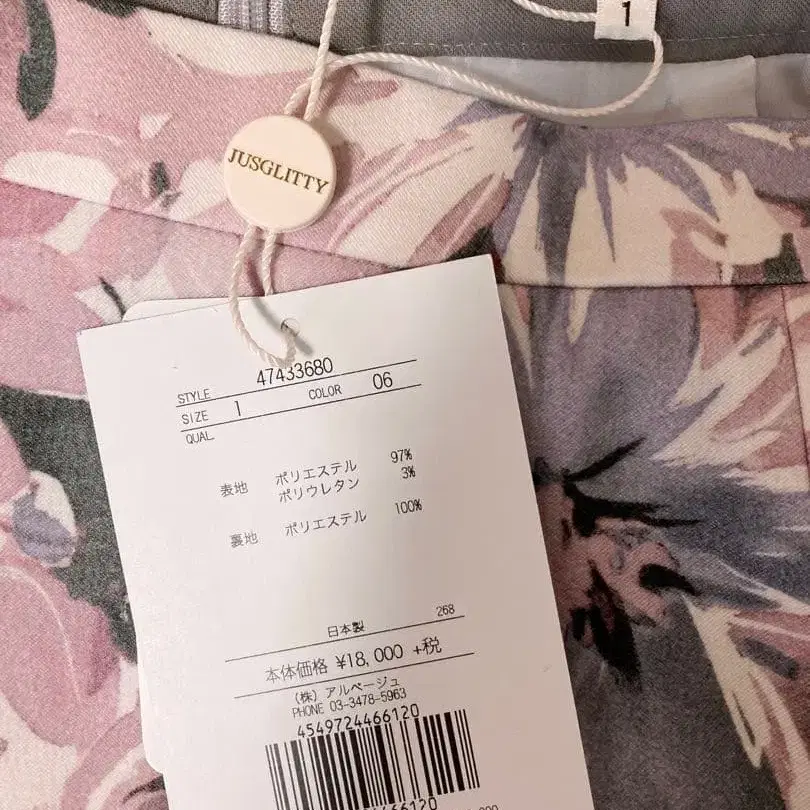 1
JUSGLITTY
STYLE 47433680
SIZE 1 COLOR 06
QUAL
表地 ポリエステル 97%
ポリウレタン 3%
裏地 ポリエステル 100%
268
日本製
本体価格 ¥18,000 +税
(株) アルページュ
PHONE 03-3478-5963
4549724466120